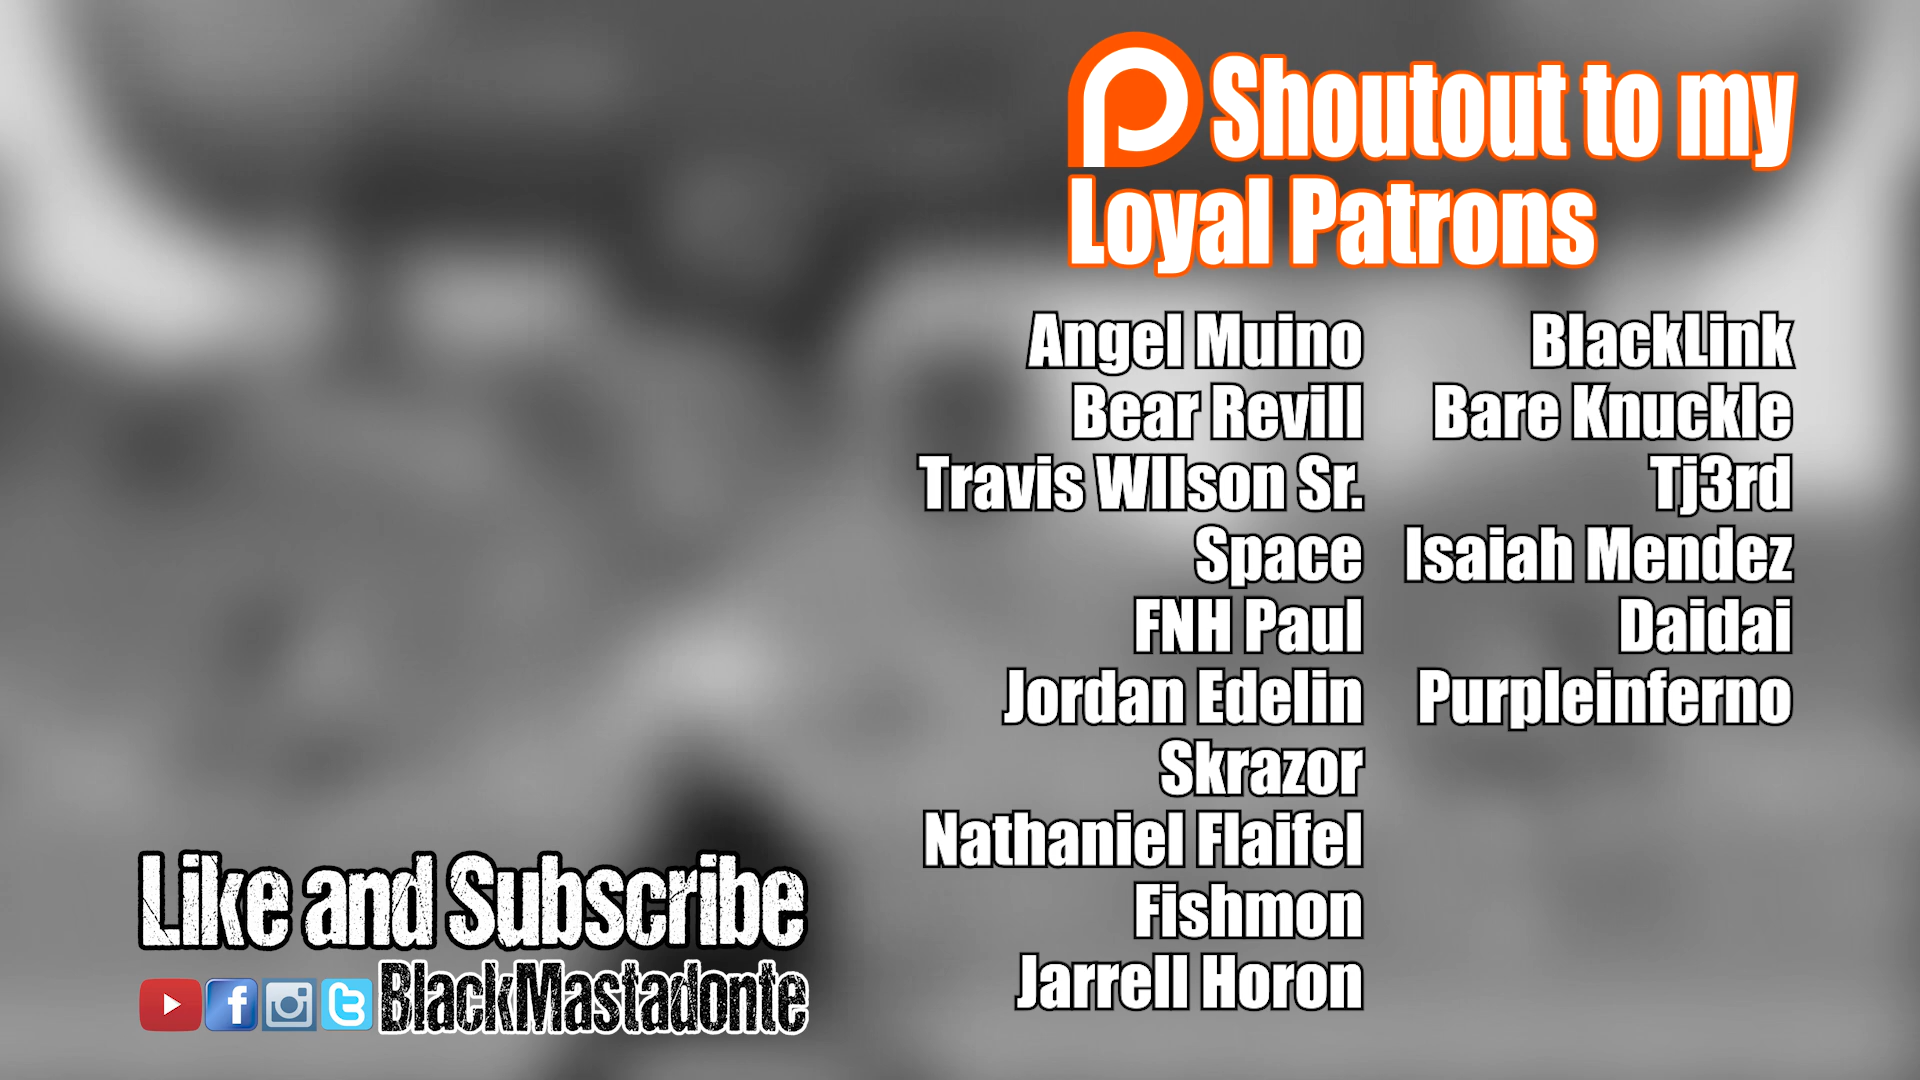 Shoutout to my
Loyal Patrons
Angel Muino
Bear Revill
Travis WIlson Sr.
Space
FNH Paul
Jordan Edelin
Skrazor
Nathaniel Flaifel
Fishmon
Jarrell Horon
BlackLink
Bare Knuckle
Tj3rd
Isaiah Mendez
Daidai
Purpleinferno
Like and Subscribe
BlackMastadonte